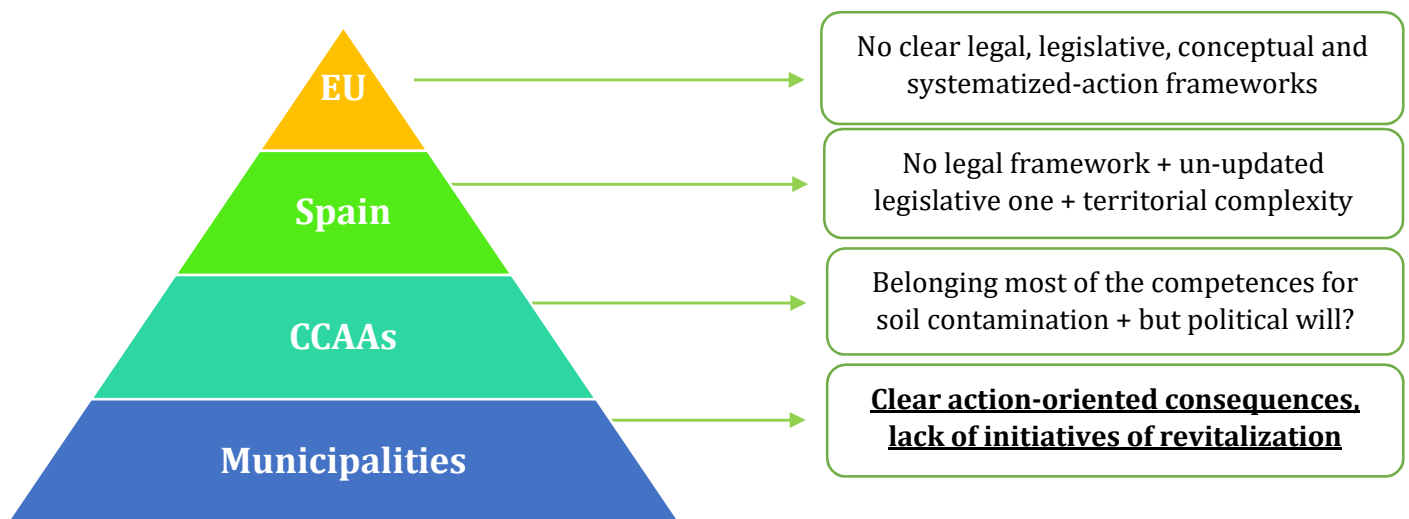 EU
No clear legal, legislative, conceptual and
systematized-action frameworks
Spain
No legal framework + un-updated
legislative one + territorial complexity
CCAAs
Belonging most of the competences for
soil contamination + but political will?
Municipalities
Clear action-oriented consequences,
lack of initiatives of revitalization